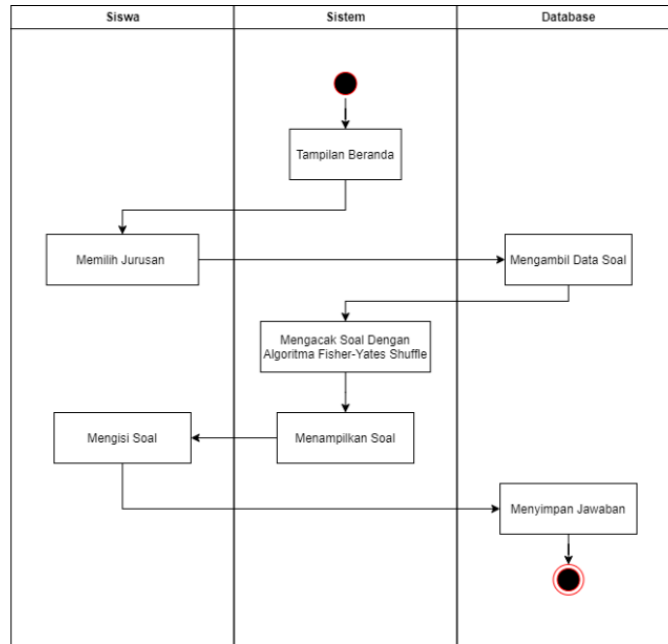 Siswa
Sistem
Database
Tampilan Beranda
Memilih Jurusan
Mengambil Data Soal
Mengacak Soal Dengan
Algoritma Fisher-Yates Shuffle
Mengisi Soal
Menampilkan Soal
Menyimpan Jawaban